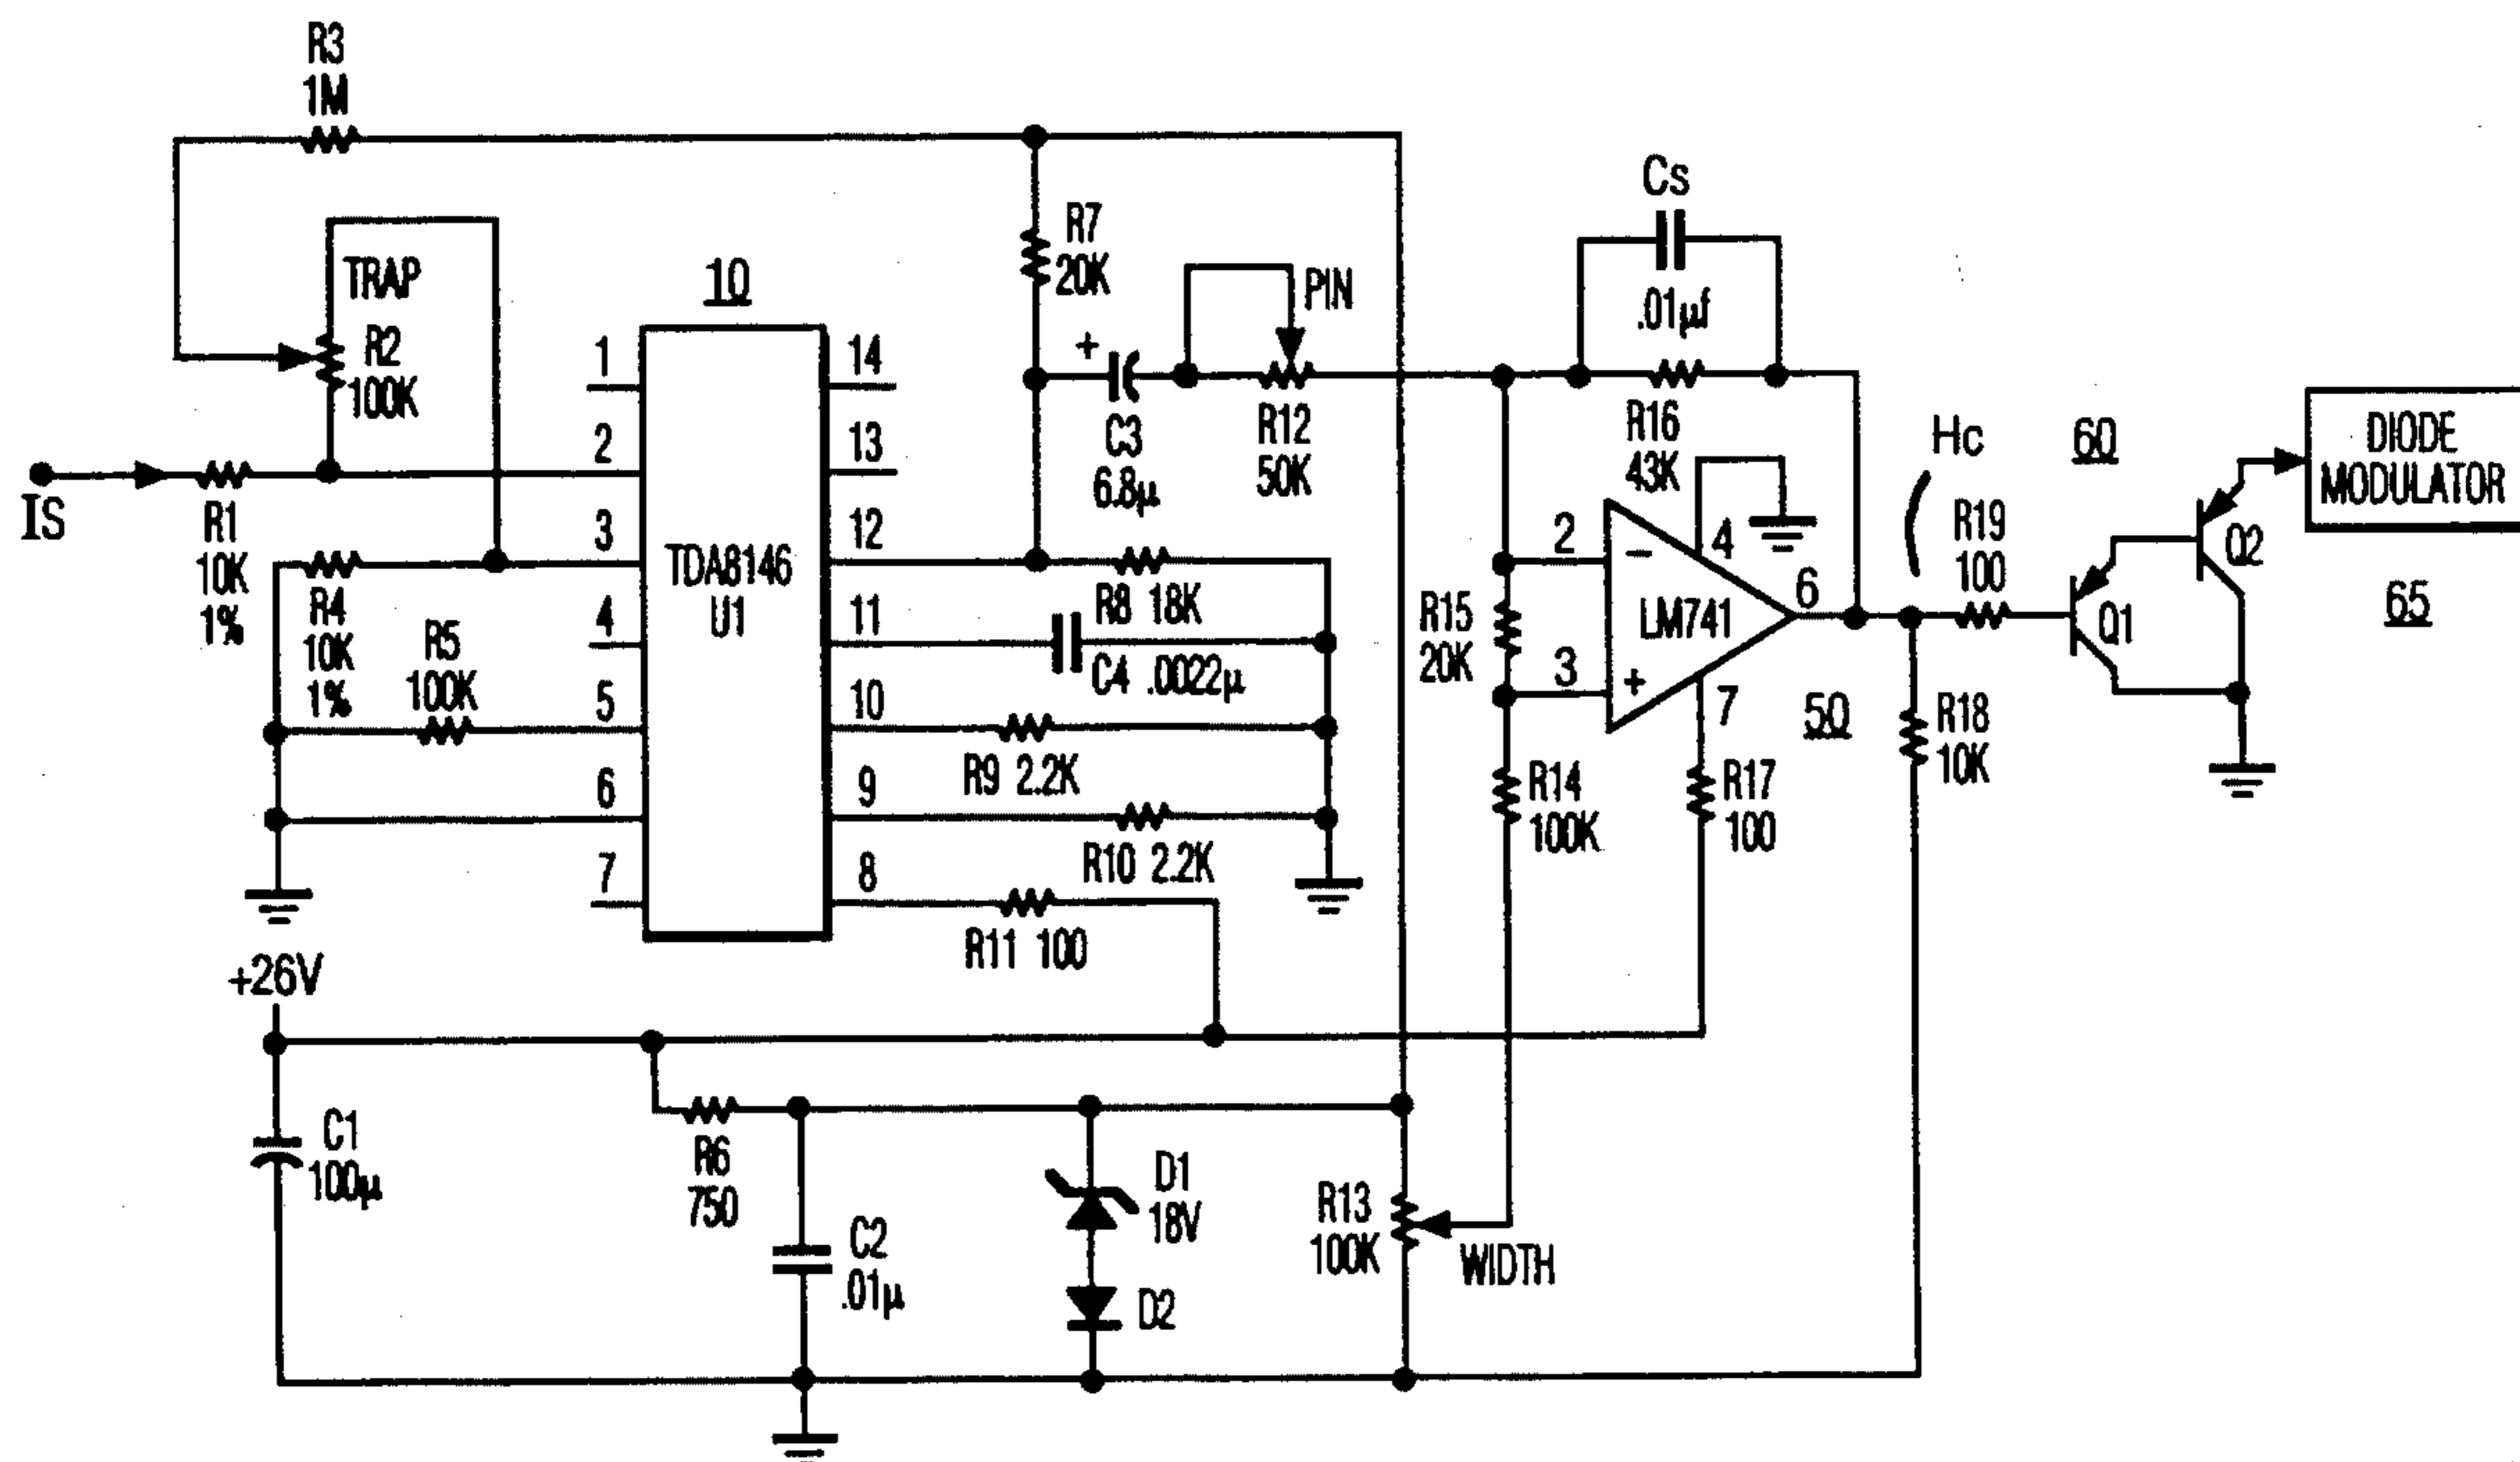 R3
1M
TRAP
R2
100K
IS
R1
10K
1%
R4
10K
1%
R5
100K
10
1
2
3
4
5
6
7
TDA8146
U1
14
13
12
11
10
9
8
R7
20K
+
C3
6.8μ
PIN
R12
50K
R8 18K
C4 .0022μ
R9 2.2K
R10 2.2K
R11 100
Cs
.01μf
R16
43K
2
−
4
LM741
6
3
+
7
50
R15
20K
R14
100K
R17
100
Hc
R19
100
R18
10K
60
DIODE
MODULATOR
Q2
Q1
65
+26V
C1
100μ
R6
750
C2
.01μ
D1
18V
D2
R13
100K
WIDTH